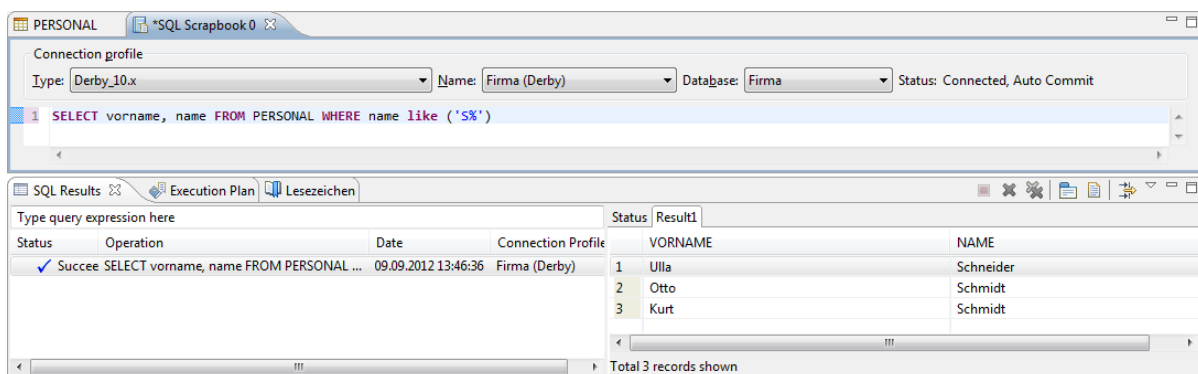 PERSONAL *SQL Scrapbook 0
Connection profile
Type: Derby_10.x Name: Firma (Derby) Database: Firma Status: Connected, Auto Commit
1 SELECT vorname, name FROM PERSONAL WHERE name like ('S%')
SQL Results Execution Plan Lesezeichen
Type query expression here
Status Operation Date Connection Profile
Succee SELECT vorname, name FROM PERSONAL ... 09.09.2012 13:46:36 Firma (Derby)
Status Result1
VORNAME NAME
1 Ulla Schneider
2 Otto Schmidt
3 Kurt Schmidt
Total 3 records shown